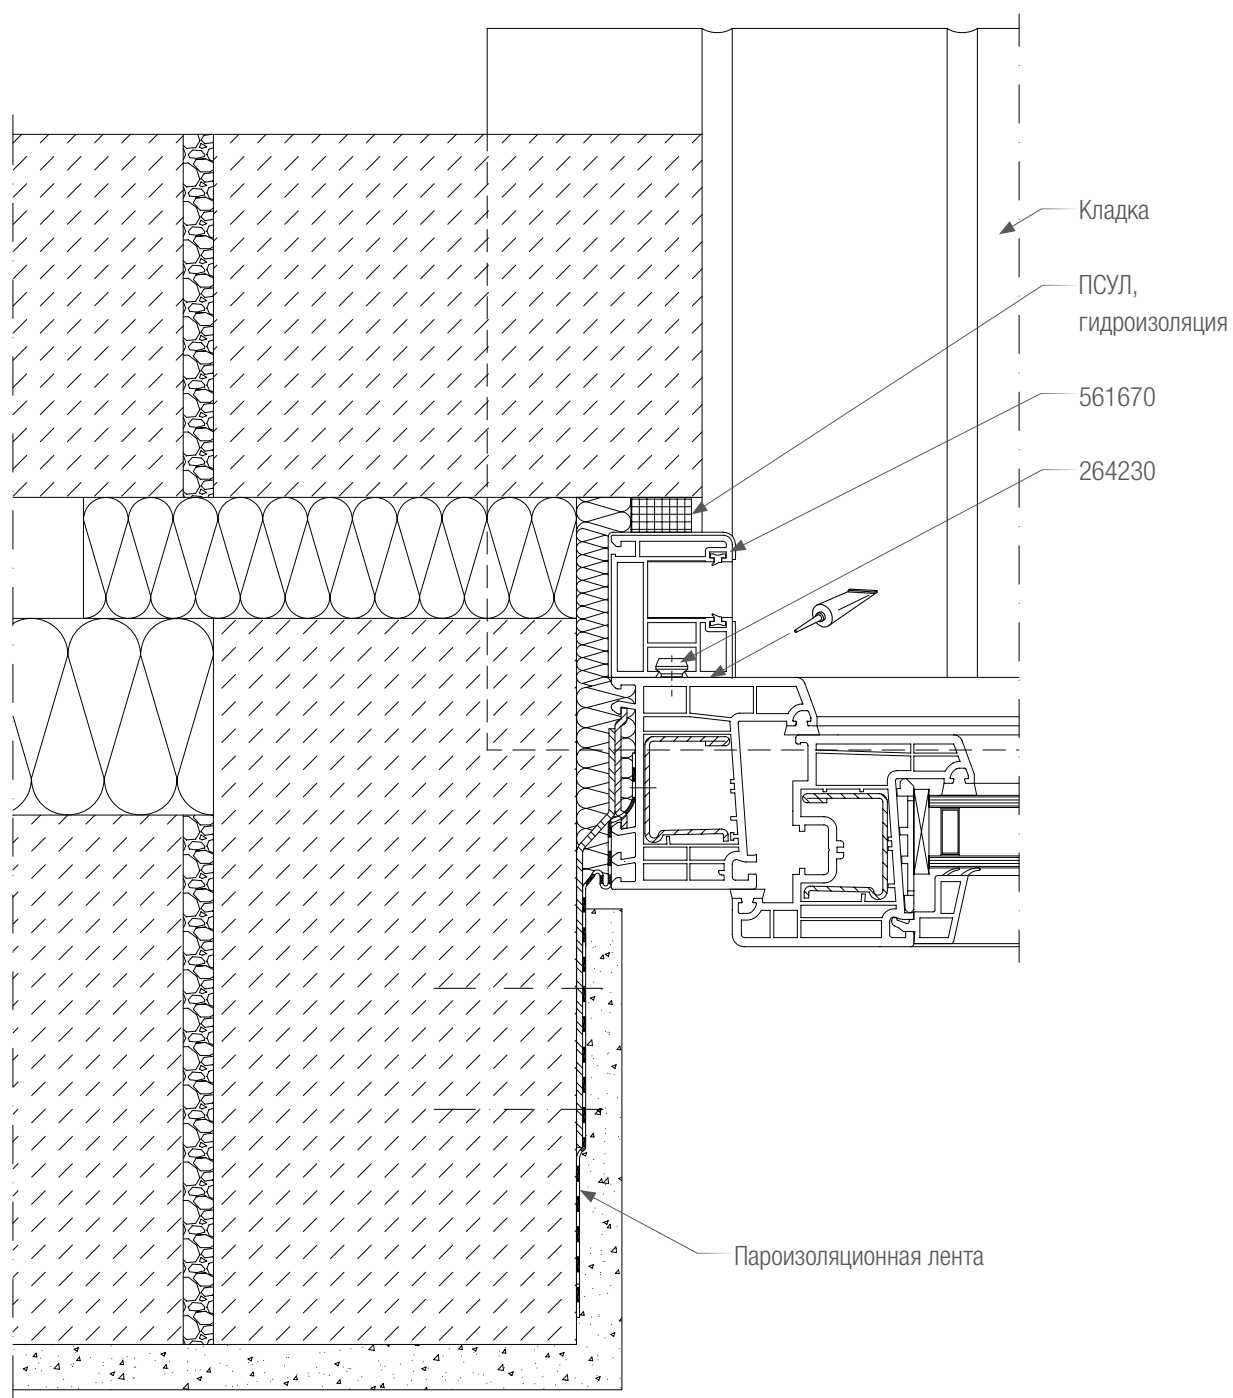 Кладка
ПСУЛ,
гидроизоляция
561670
264230
Пароизоляционная лента